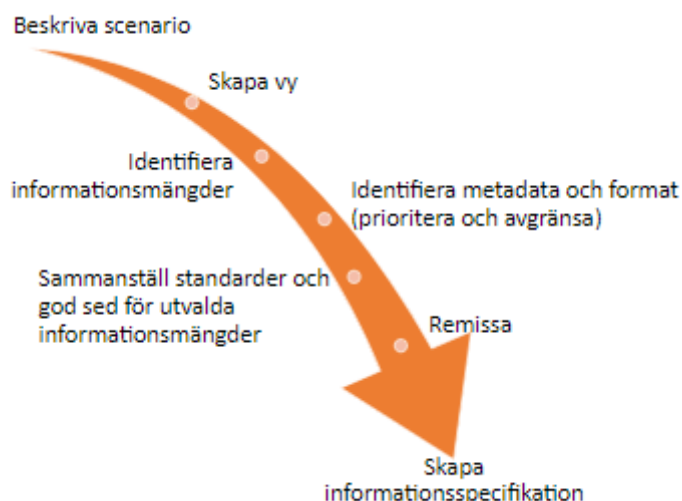 Beskriva scenario
Skapa vy
Identifiera
informationsmängder
Identifiera metadata och format
(prioritera och avgränsa)
Sammanställ standarder och
god sed för utvalda
informationsmängder
Remissa
Skapa
informationsspecifikation